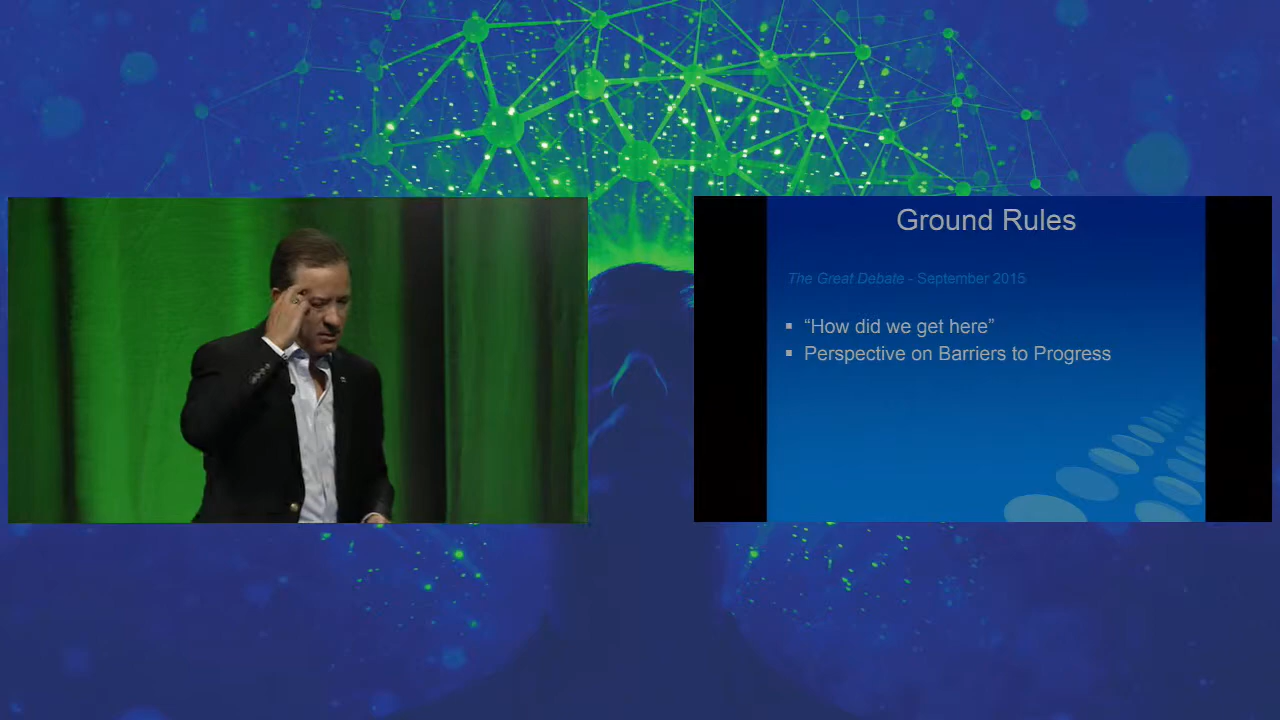 Ground Rules
The Great Debate - September 2015
▪ “How did we get here”
▪ Perspective on Barriers to Progress